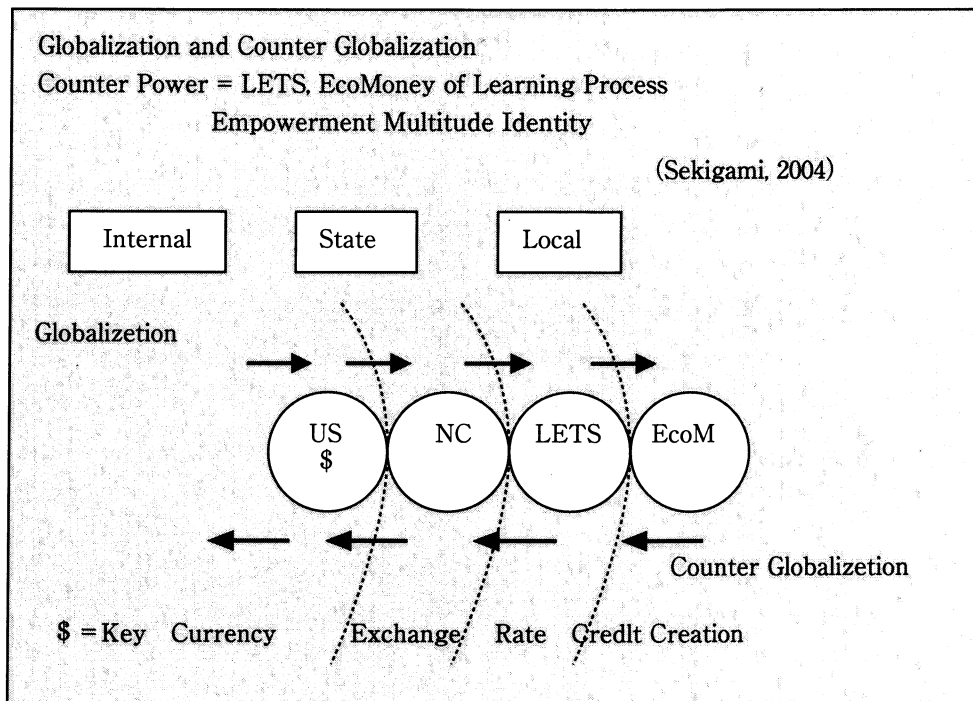 Globalization and Counter Globalization
Counter Power = LETS, EcoMoney of Learning Process
Empowerment Multitude Identity
(Sekigami, 2004)
Internal State Local
Globalizetion
US NC LETS EcoM
$
Counter Globalizetion
$ = Key Currency Exchange Rate Credlt Creation